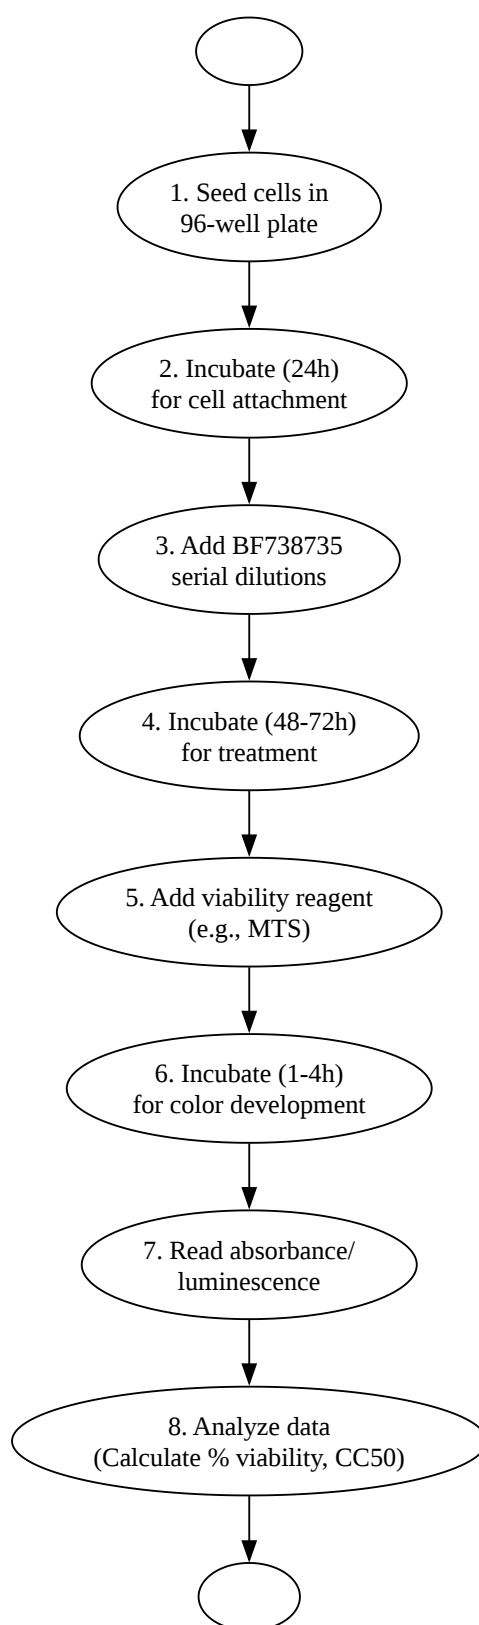 1. Seed cells in
96-well plate
2. Incubate (24h)
for cell attachment
3. Add BF738735
serial dilutions
4. Incubate (48-72h)
for treatment
5. Add viability reagent
(e.g., MTS)
6. Incubate (1-4h)
for color development
7. Read absorbance/
luminescence
8. Analyze data
(Calculate % viability, CC50)